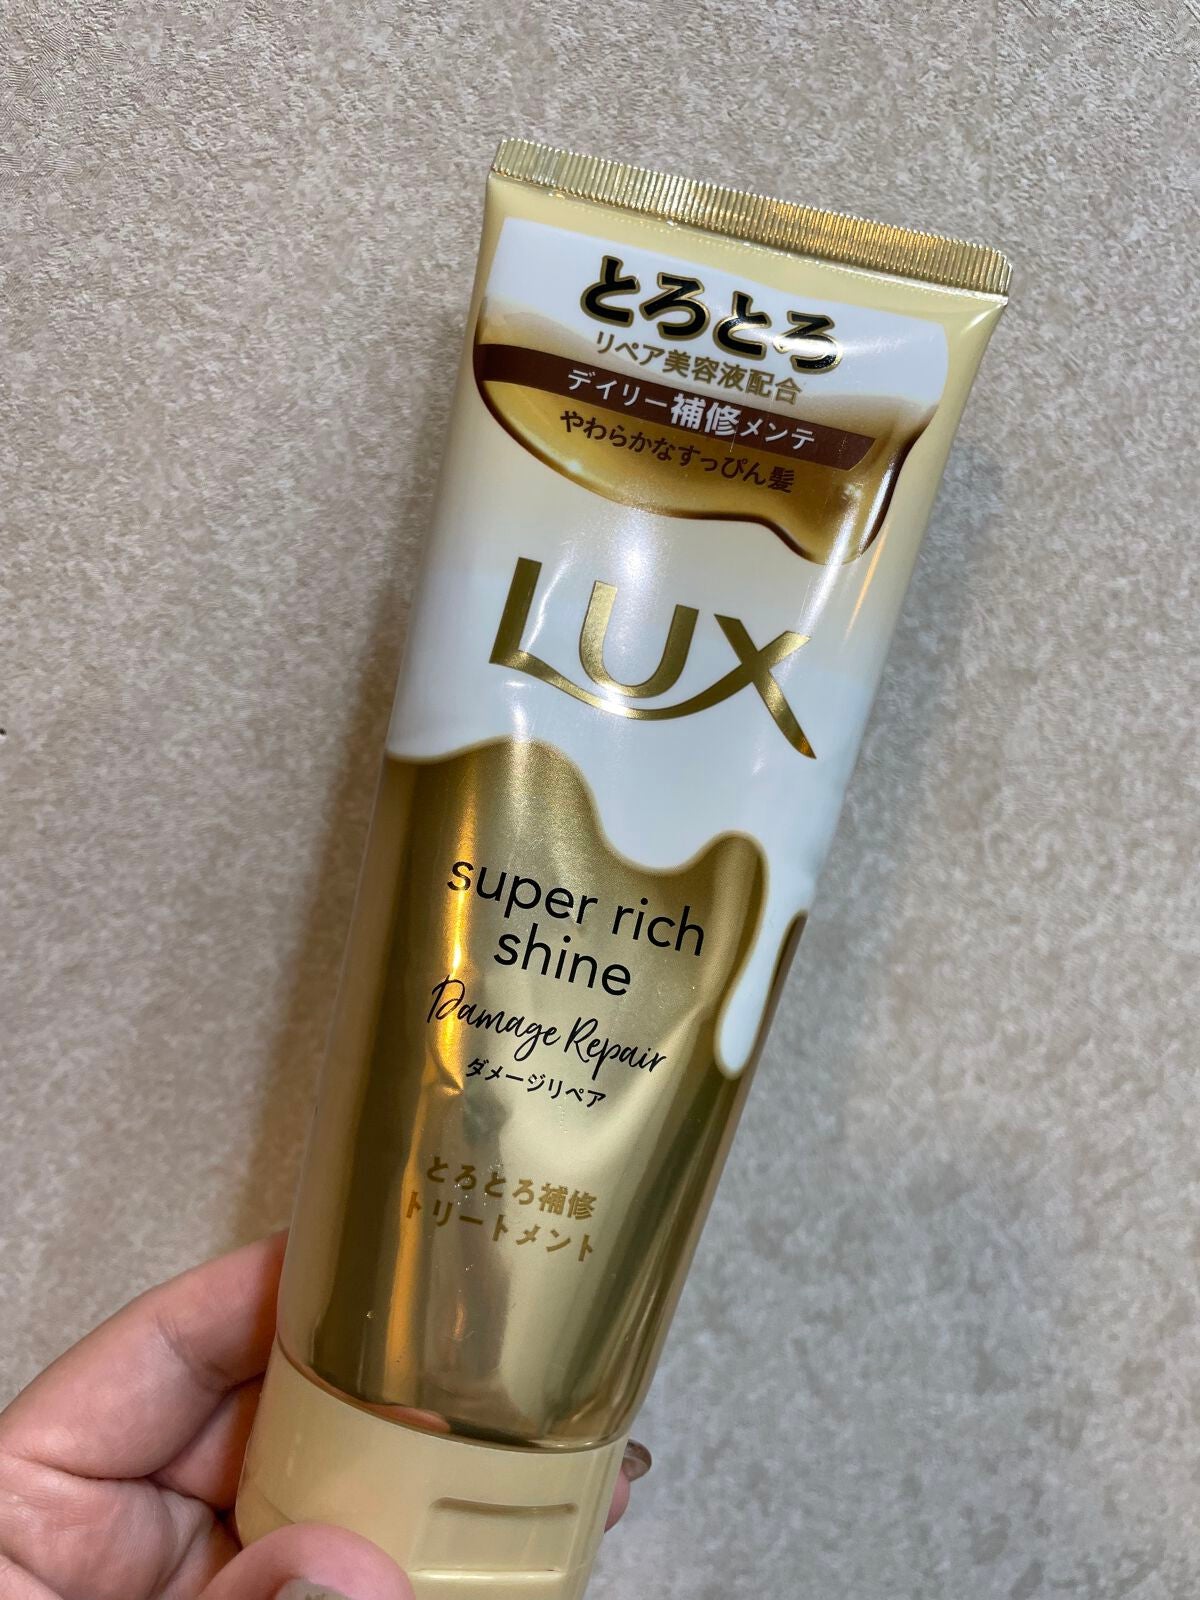 とろとろ
リペア美容液配合
デイリー補修メンテ
やわらかなすっぴん髪
LUX
super rich
shine
Damage Repair
ダメージリペア
とろとろ補修
トリートメント